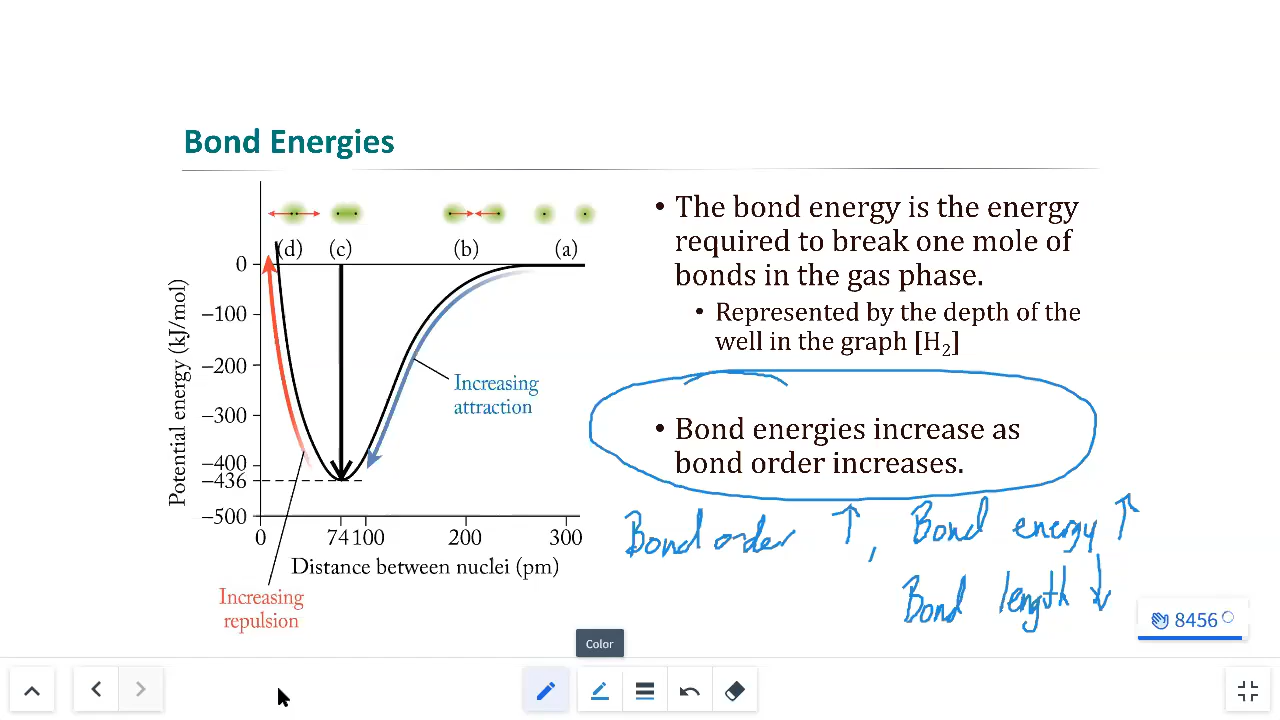 Bond Energies
(d) (c) (b) (a)
0
−100
−200
−300
−400
−436
−500
Potential energy (kJ/mol)
0 74 100 200 300
Distance between nuclei (pm)
Increasing
attraction
Increasing
repulsion
• The bond energy is the energy
required to break one mole of
bonds in the gas phase.
• Represented by the depth of the
well in the graph [H₂]
• Bond energies increase as
bond order increases.
Bond order ↑, Bond energy ↑
Bond length ↓
8456
Color